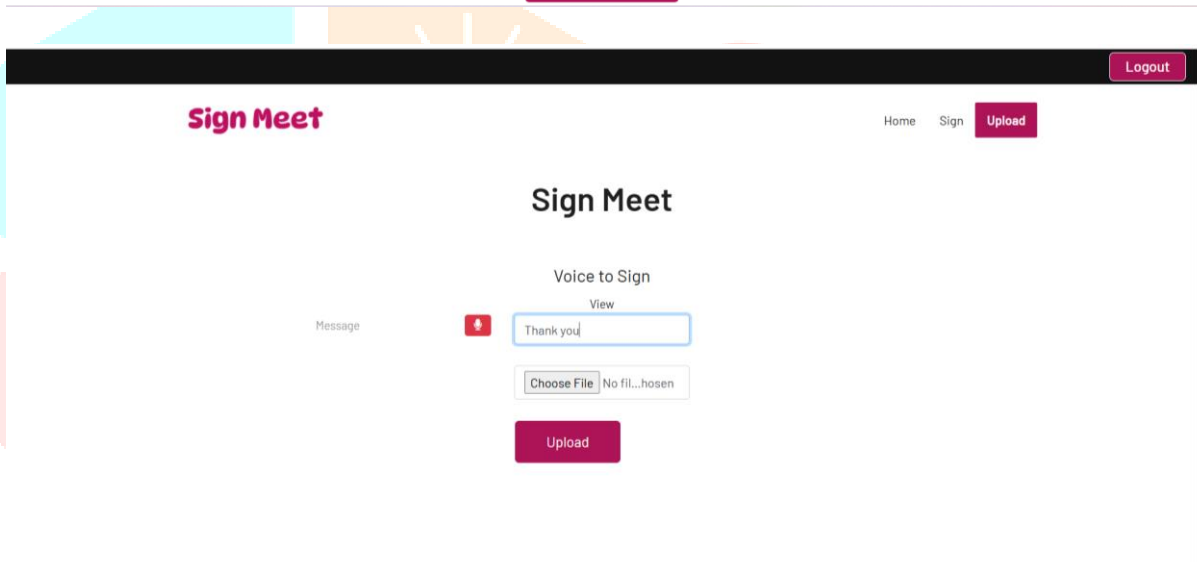 Logout
Sign Meet
Home Sign Upload
Sign Meet
Voice to Sign
View
Message
Thank you
Choose File No fil...hosen
Upload